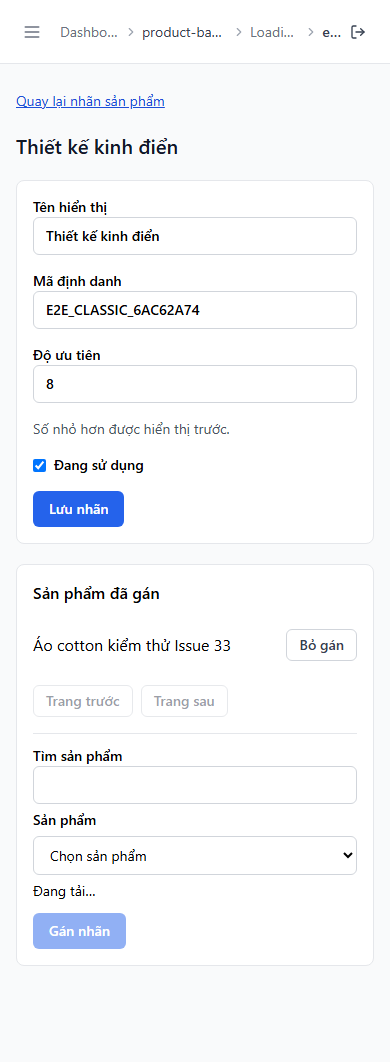 Dashbo... > product-ba... > Loadi... > e...
Quay lại nhãn sản phẩm
Thiết kế kinh điển
Tên hiển thị
Thiết kế kinh điển
Mã định danh
E2E_CLASSIC_6AC62A74
Độ ưu tiên
8
Số nhỏ hơn được hiển thị trước.
Đang sử dụng
Lưu nhãn
Sản phẩm đã gán
Áo cotton kiểm thử Issue 33
Bỏ gán
Trang trước
Trang sau
Tìm sản phẩm
Sản phẩm
Chọn sản phẩm
Đang tải...
Gán nhãn